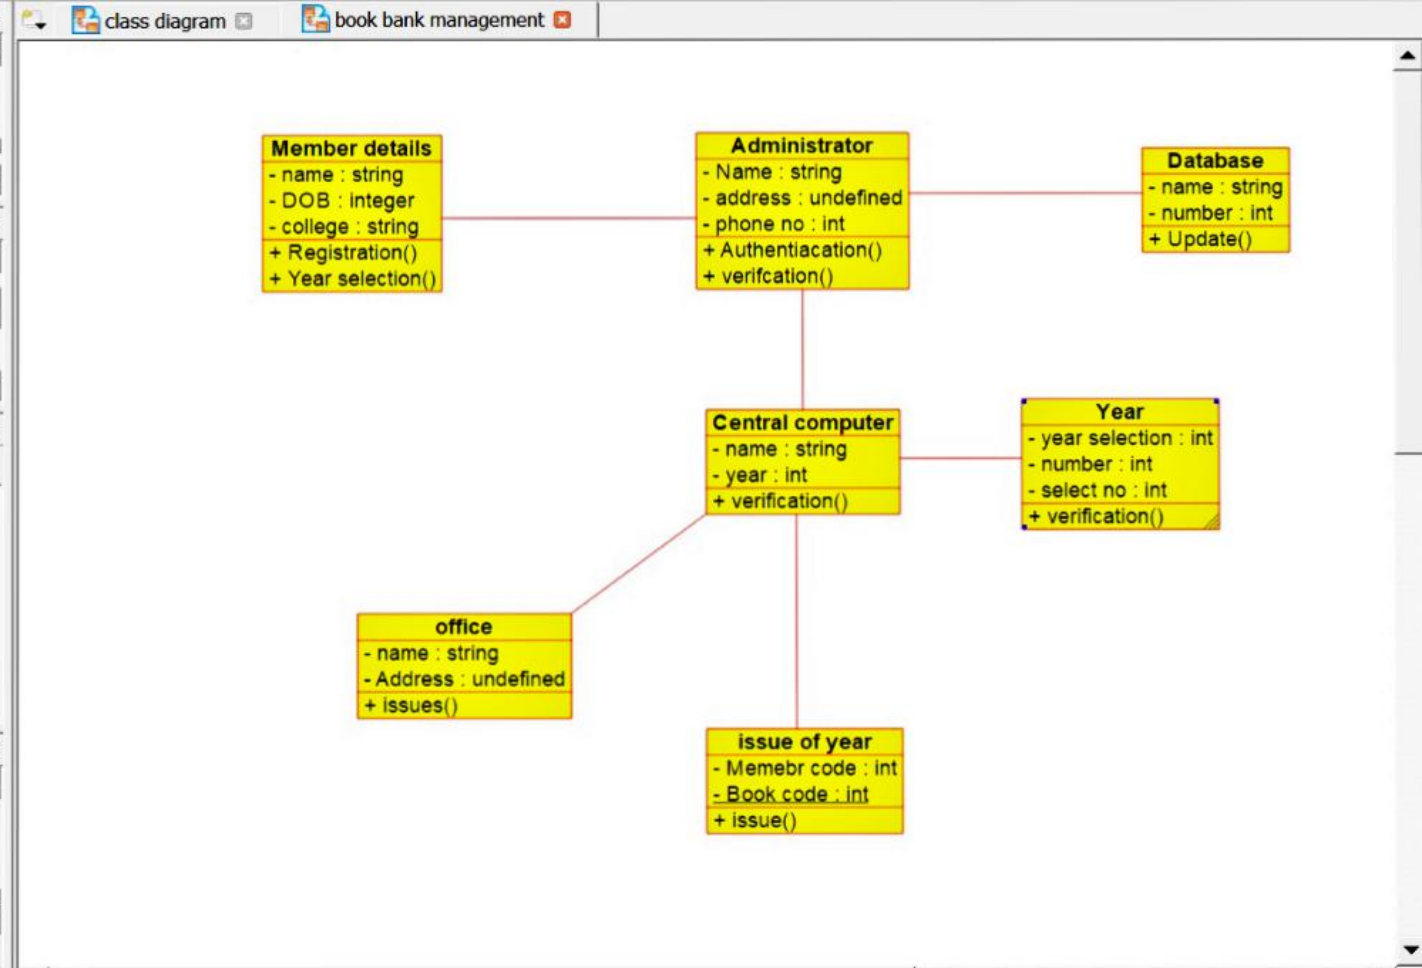 class diagram
book bank management
Member details
- name : string
- DOB : integer
- college : string
+ Registration()
+ Year selection()
Administrator
- Name : string
- address : undefined
- phone no : int
+ Authentiacation()
+ verifcation()
Database
- name : string
- number : int
+ Update()
Central computer
- name : string
- year : int
+ verification()
Year
- year selection : int
- number : int
- select no : int
+ verification()
office
- name : string
- Address : undefined
+ issues()
issue of year
- Memebr code : int
- Book code : int
+ issue()